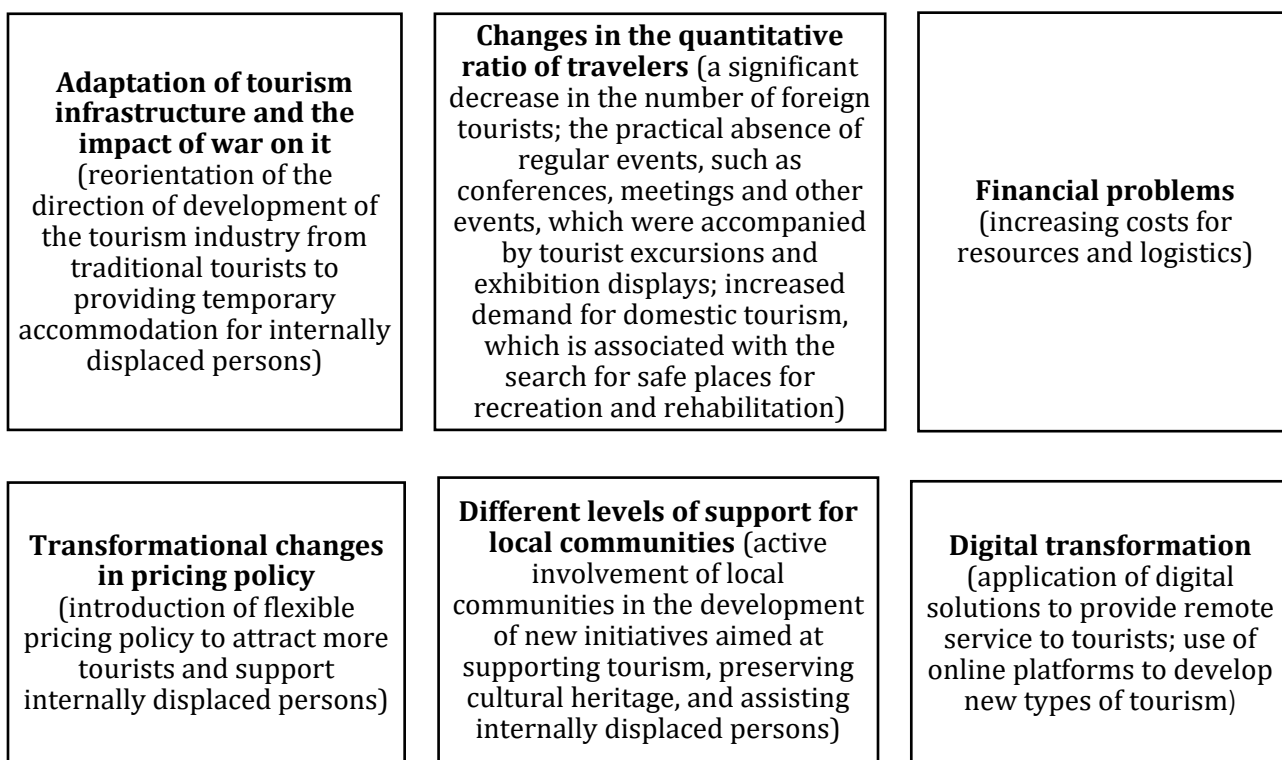 Adaptation of tourism
infrastructure and the
impact of war on it
(reorientation of the
direction of development of
the tourism industry from
traditional tourists to
providing temporary
accommodation for internally
displaced persons)
Changes in the quantitative
ratio of travelers (a significant
decrease in the number of foreign
tourists; the practical absence of
regular events, such as
conferences, meetings and other
events, which were accompanied
by tourist excursions and
exhibition displays; increased
demand for domestic tourism,
which is associated with the
search for safe places for
recreation and rehabilitation)
Financial problems
(increasing costs for
resources and logistics)
Transformational changes
in pricing policy
(introduction of flexible
pricing policy to attract more
tourists and support
internally displaced persons)
Different levels of support for
local communities (active
involvement of local
communities in the development
of new initiatives aimed at
supporting tourism, preserving
cultural heritage, and assisting
internally displaced persons)
Digital transformation
(application of digital
solutions to provide remote
service to tourists; use of
online platforms to develop
new types of tourism)